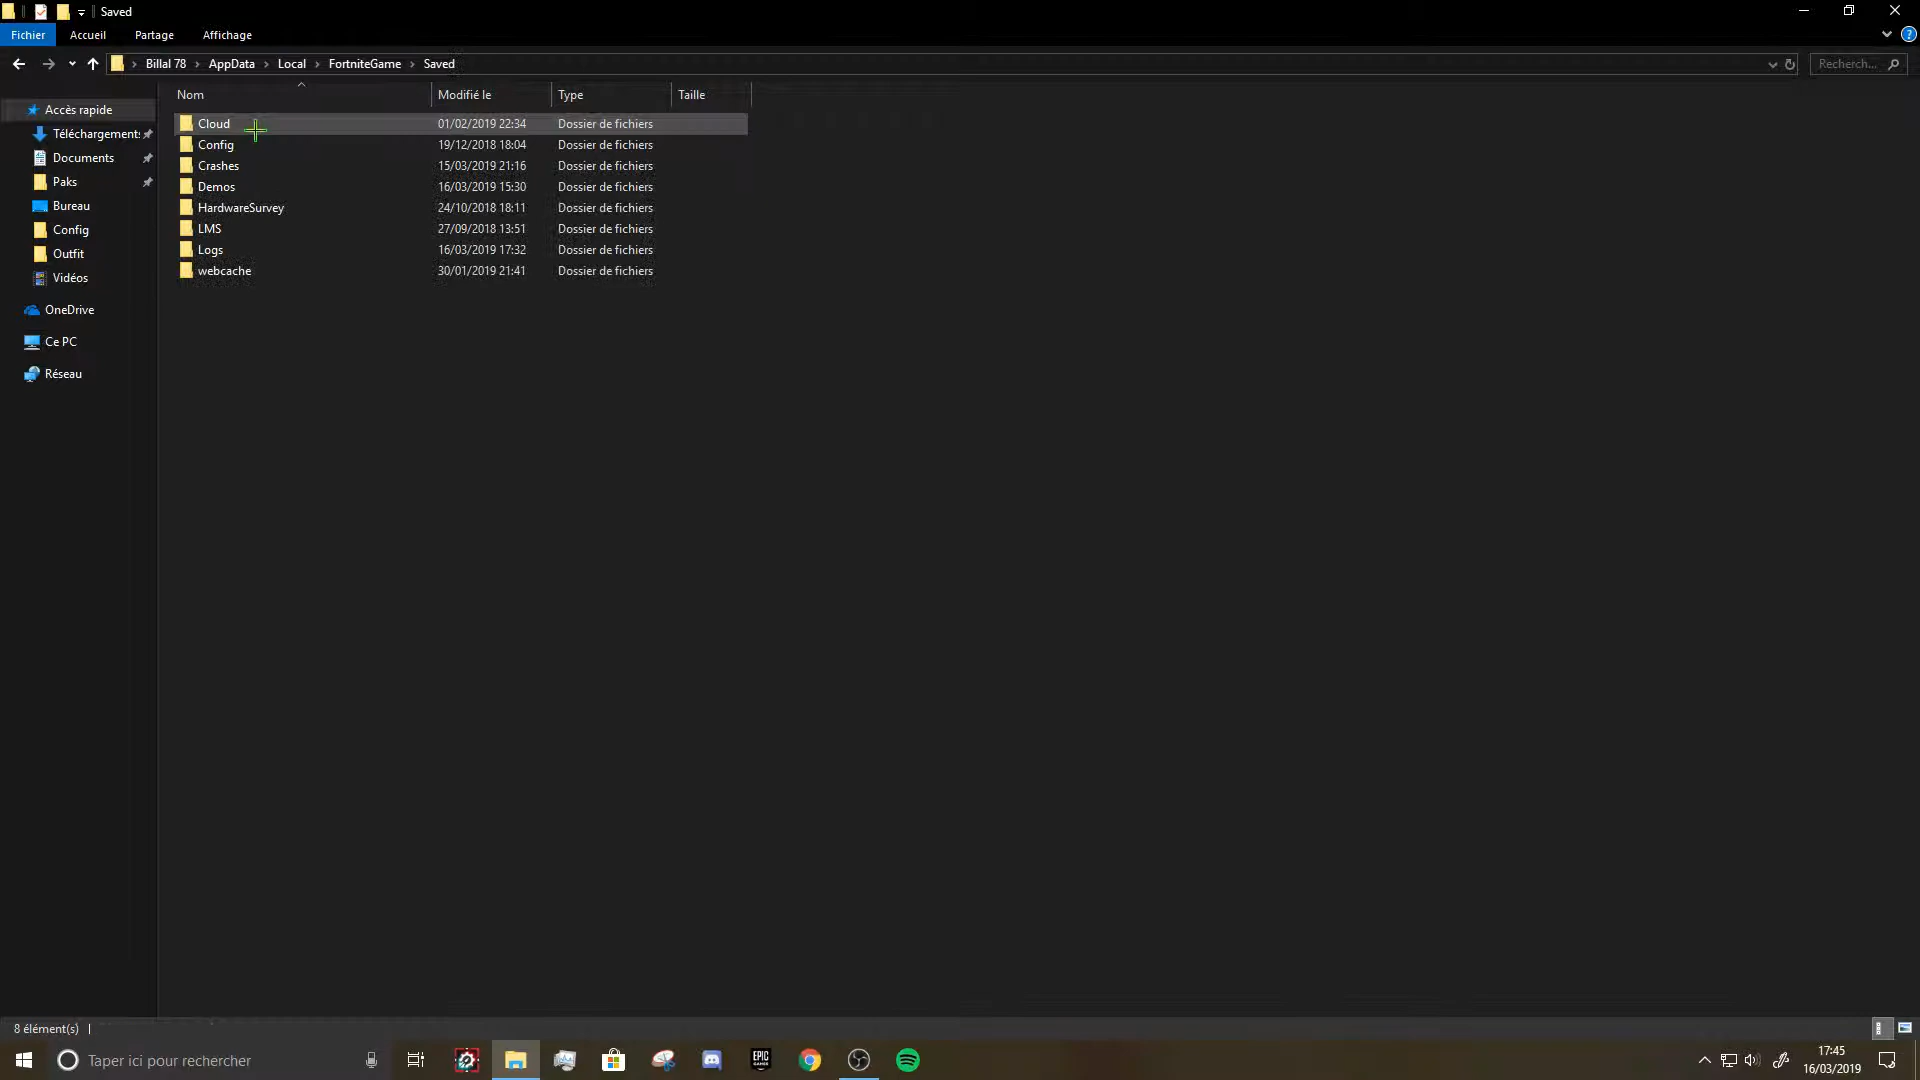 Saved
Fichier Accueil Partage Affichage
Billal 78 AppData Local FortniteGame Saved
Recherch...
Nom Modifié le Type Taille
Accès rapide
Téléchargement:
Documents
Paks
Bureau
Config
Outfit
Vidéos
OneDrive
Ce PC
Réseau
Cloud 01/02/2019 22:34 Dossier de fichiers
Config 19/12/2018 18:04 Dossier de fichiers
Crashes 15/03/2019 21:16 Dossier de fichiers
Demos 16/03/2019 15:30 Dossier de fichiers
HardwareSurvey 24/10/2018 18:11 Dossier de fichiers
LMS 27/09/2018 13:51 Dossier de fichiers
Logs 16/03/2019 17:32 Dossier de fichiers
webcache 30/01/2019 21:41 Dossier de fichiers
8 élément(s)
Taper ici pour rechercher
EPIC
GAMES
17:45
16/03/2019